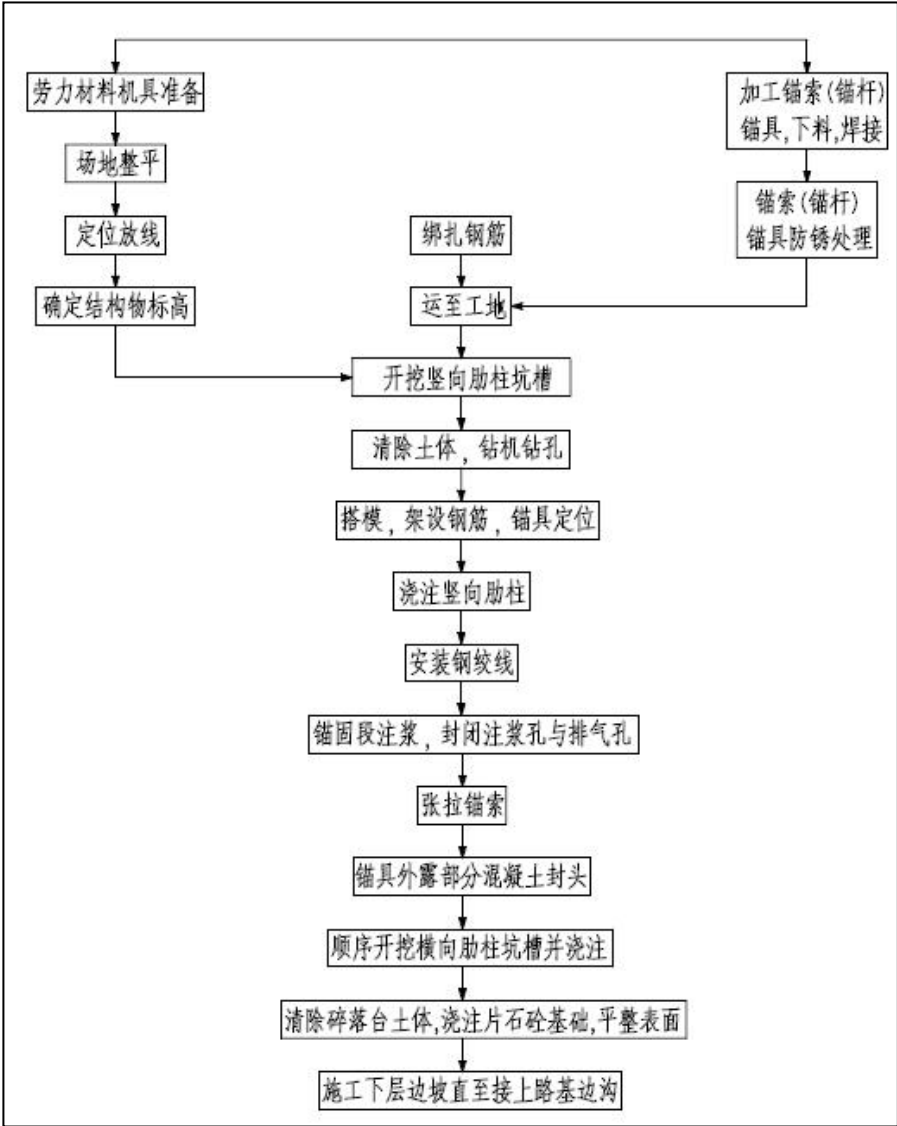 劳力材料机具准备
场地整平
定位放线
确定结构物标高
加工锚索(锚杆)
锚具,下料,焊接
锚索(锚杆)
锚具防锈处理
绑扎钢筋
运至工地
开挖竖向肋柱坑槽
清除土体，钻机钻孔
搭模，架设钢筋，锚具定位
浇注竖向肋柱
安装钢绞线
锚固段注浆，封闭注浆孔与排气孔
张拉锚索
锚具外露部分混凝土封头
顺序开挖横向肋柱坑槽并浇注
清除碎落台土体,浇注片石砼基础,平整表面
施工下层边坡直至接上路基边沟